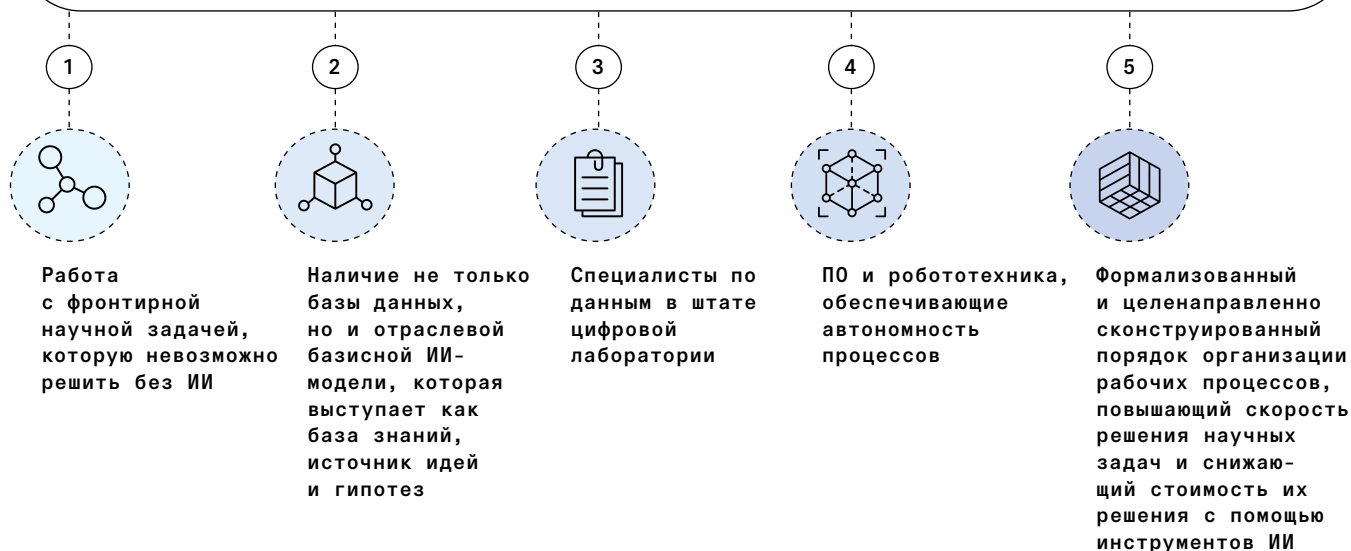 1
2
3
4
5
Работа
с фронтирной
научной задачей,
которую невозможно
решить без ИИ
Наличие не только
базы данных,
но и отраслевой
базисной ИИ-
модели, которая
выступает как
база знаний,
источник идей
и гипотез
Специалисты по
данным в штате
цифровой
лаборатории
ПО и робототехника,
обеспечивающие
автономность
процессов
Формализованный
и целенаправленно
сконструированный
порядок организации
рабочих процессов,
повышающий скорость
решения научных
задач и снижаю-
щий стоимость их
решения с помощью
инструментов ИИ